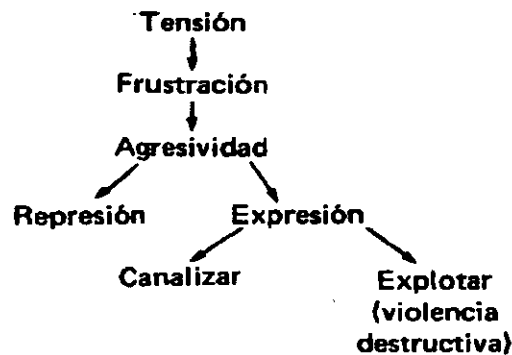 Tensión
Frustración
Agresividad
Represión Expresión
Canalizar Explotar
(violencia
destructiva)